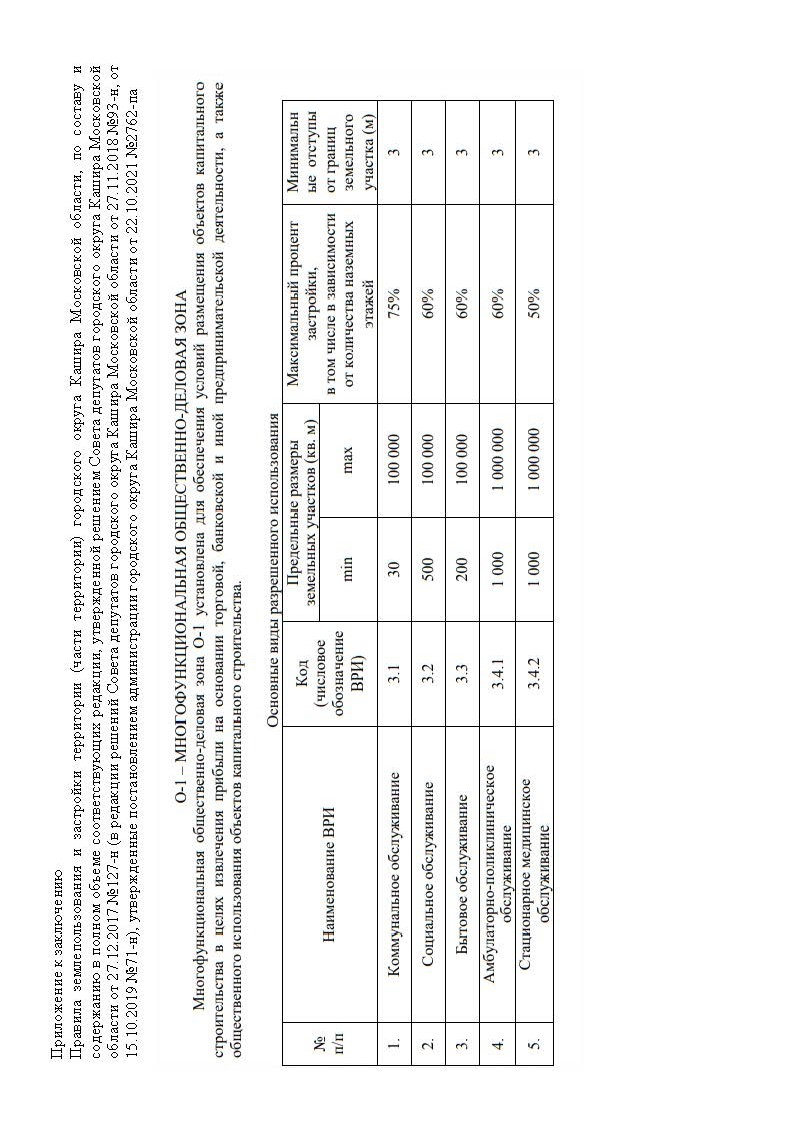 Приложение к заключению
Правила землепользования и застройки территории (части территории) городского округа Кашира Московской области, по составу и
содержанию в полном объеме соответствующих редакции, утвержденной решением Совета депутатов городского округа Кашира Московской
области от 27.12.2017 №127-н (в редакции решений Совета депутатов городского округа Кашира Московской области от 27.11.2018 №93-н, от
15.10.2019 №71-н), утвержденные постановлением администрации городского округа Кашира Московской области от 22.10.2021 №2762-па
О-1 – МНОГОФУНКЦИОНАЛЬНАЯ ОБЩЕСТВЕННО-ДЕЛОВАЯ ЗОНА
Многофункциональная общественно-деловая зона О-1 установлена для обеспечения условий размещения объектов капитального
строительства в целях извлечения прибыли на основании торговой, банковской и иной предпринимательской деятельности, а также
общественного использования объектов капитального строительства.
Основные виды разрешенного использования
№
п/п
Наименование ВРИ
Код
(числовое
обозначение
ВРИ)
Предельные размеры
земельных участков (кв. м)
min
max
Максимальный процент
застройки,
в том числе в зависимости
от количества наземных
этажей
Минимальн
ые отступы
от границ
земельного
участка (м)
1. Коммунальное обслуживание 3.1 30 100 000 75% 3
2. Социальное обслуживание 3.2 500 100 000 60% 3
3. Бытовое обслуживание 3.3 200 100 000 60% 3
4. Амбулаторно-поликлиническое
обслуживание 3.4.1 1 000 1 000 000 60% 3
5. Стационарное медицинское
обслуживание 3.4.2 1 000 1 000 000 50% 3